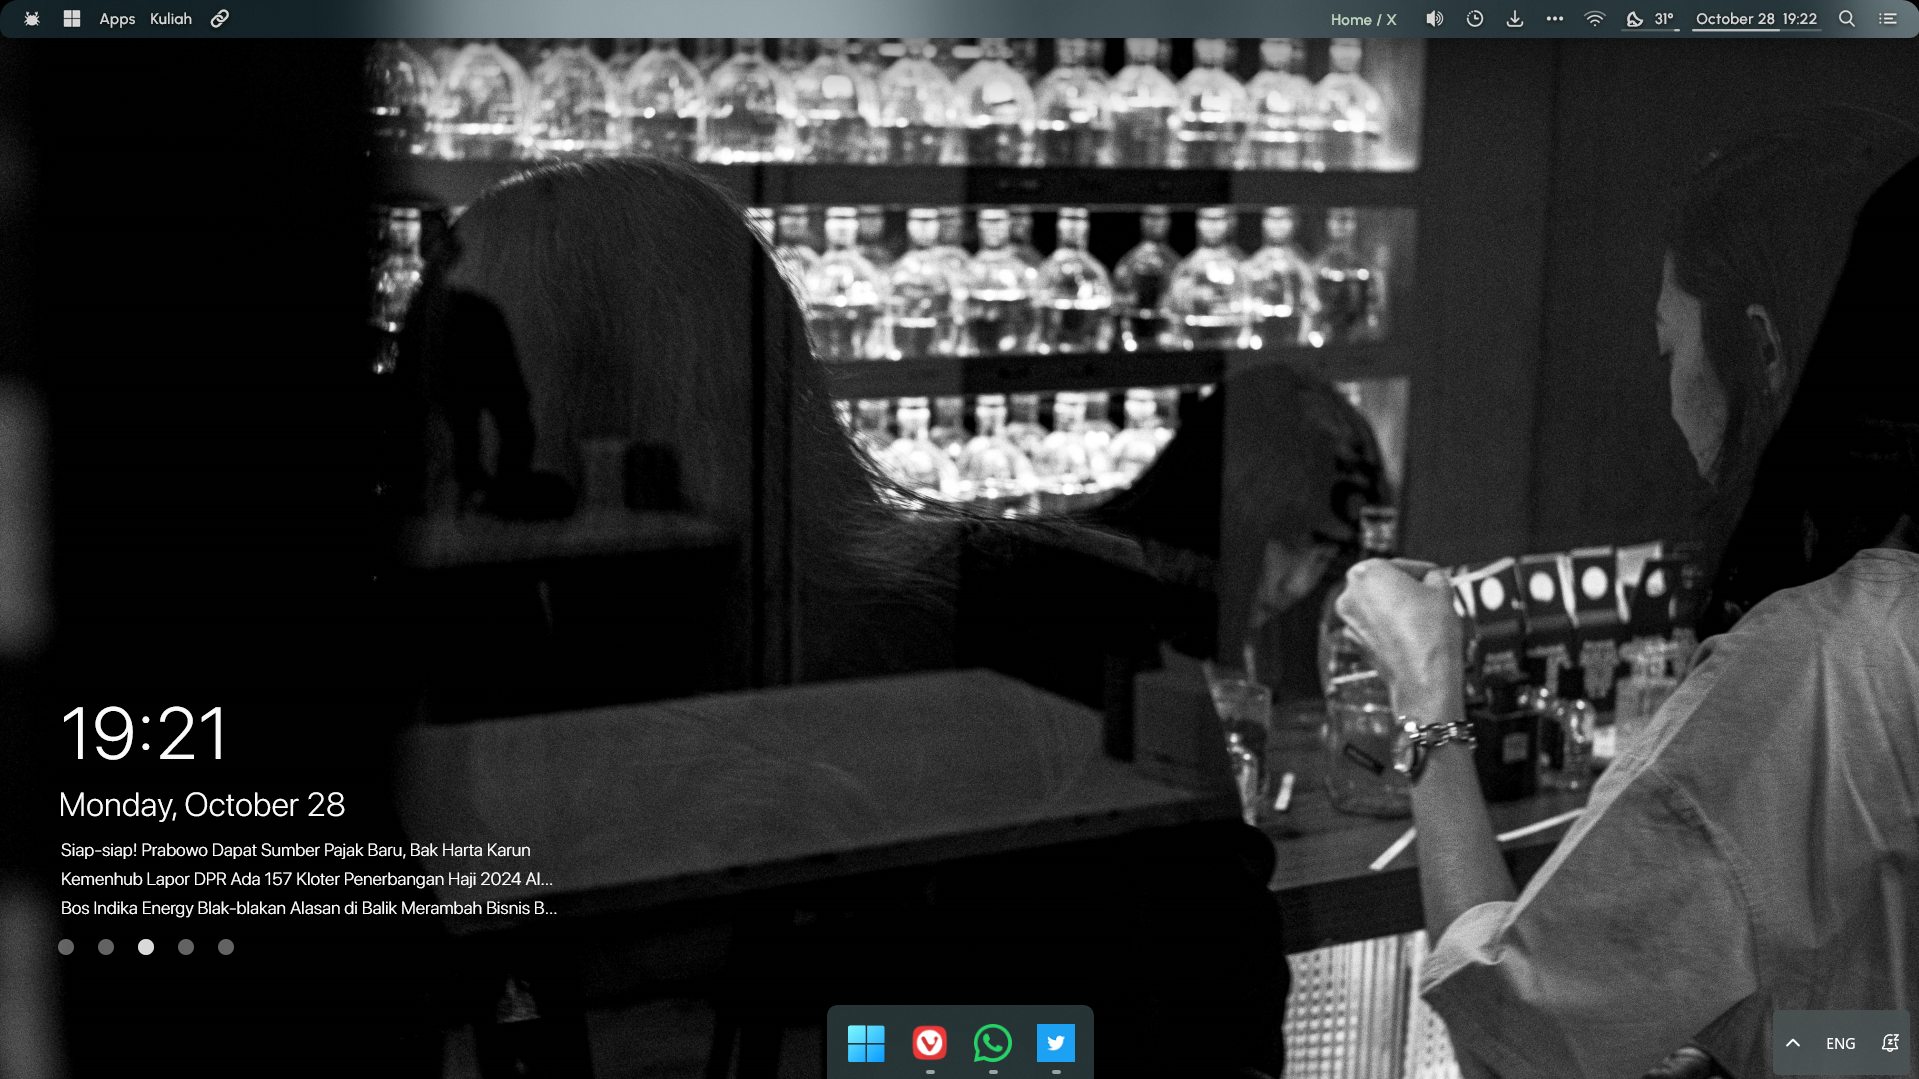 Apps Kuliah Home / X 31° October 28 19:22
19:21
Monday, October 28
Siap-siap! Prabowo Dapat Sumber Pajak Baru, Bak Harta Karun
Kemenhub Lapor DPR Ada 157 Kloter Penerbangan Haji 2024 Al...
Bos Indika Energy Blak-blakan Alasan di Balik Merambah Bisnis B...
ENG